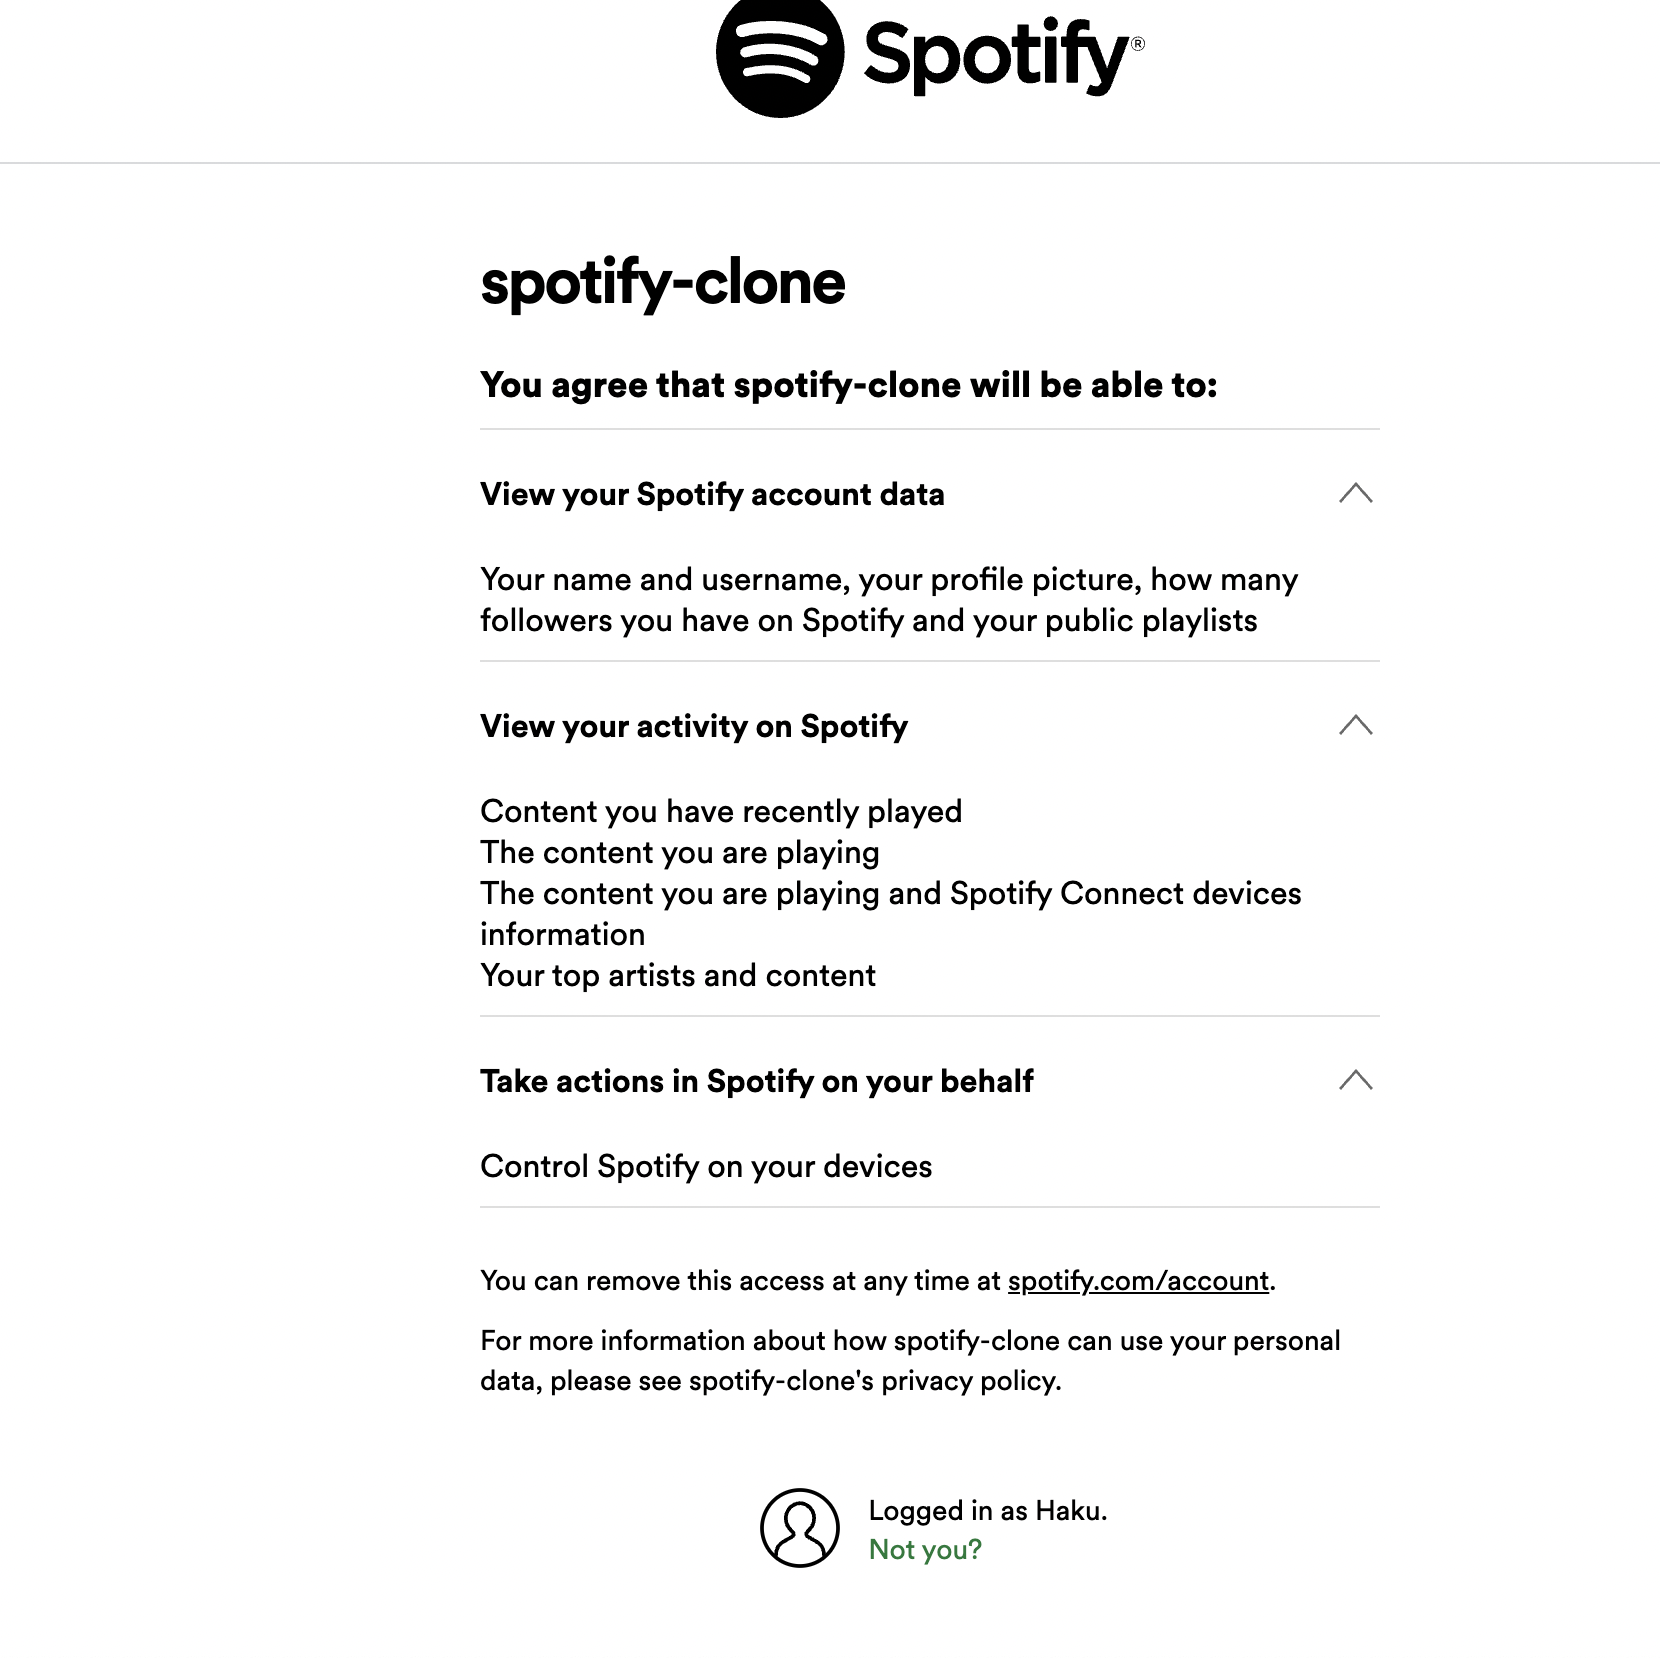 Spotify®
spotify-clone
You agree that spotify-clone will be able to:
View your Spotify account data
Your name and username, your profile picture, how many
followers you have on Spotify and your public playlists
View your activity on Spotify
Content you have recently played
The content you are playing
The content you are playing and Spotify Connect devices
information
Your top artists and content
Take actions in Spotify on your behalf
Control Spotify on your devices
You can remove this access at any time at spotify.com/account.
For more information about how spotify-clone can use your personal
data, please see spotify-clone's privacy policy.
Logged in as Haku.
Not you?